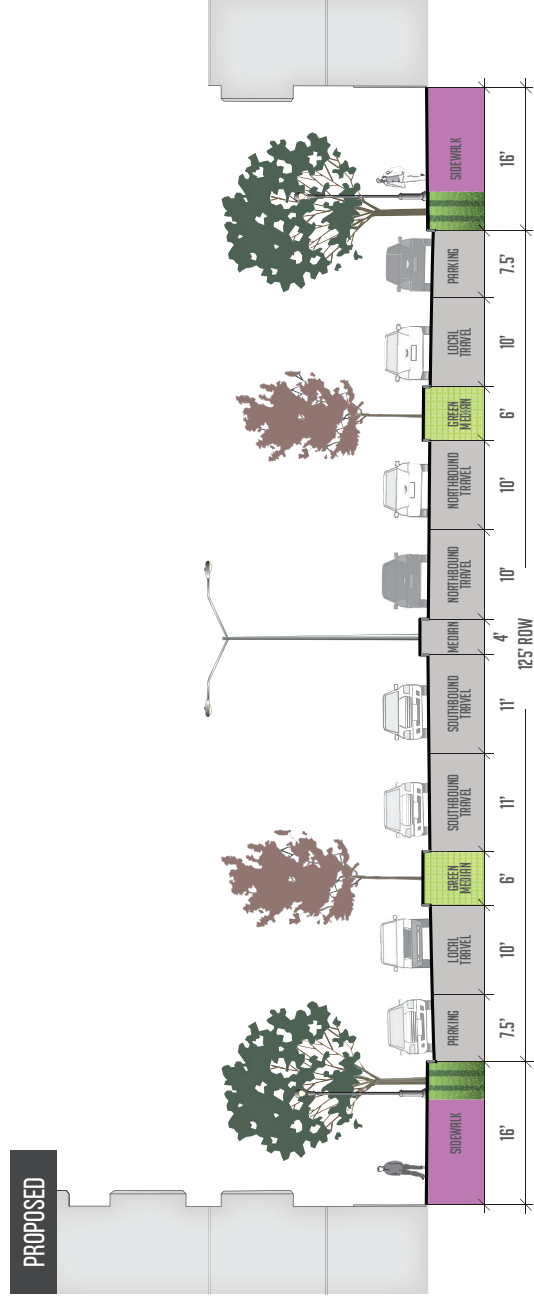 PROPOSED
SIDEWALK
PARKING
LOCAL
TRAVEL
GREEN
MEDIAN
SOUTHBOUND
TRAVEL
SOUTHBOUND
TRAVEL
MEDIAN
NORTHBOUND
TRAVEL
NORTHBOUND
TRAVEL
GREEN
MEDIAN
LOCAL
TRAVEL
PARKING
SIDEWALK
16'
7.5'
10'
6'
11'
11'
4'
10'
10'
6'
10'
7.5'
16'
125' ROW